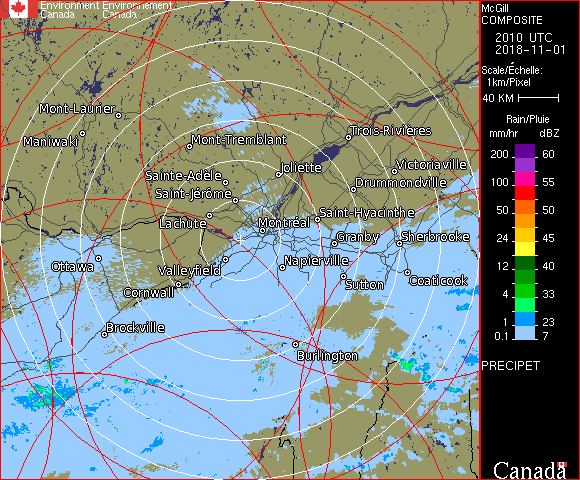 Environment Environnement
Canada Canada
McGill
COMPOSITE
2010 UTC
2018-11-01
Scale/Échelle:
1km/Pixel
40 KM
Rain/Pluie
mm/hr dBZ
200 60
150 57
100 55
50 50
24 45
12 40
4 33
1 23
0.1 7
PRECIPET
Canada
Mont-Laurier
Maniwaki
Mont-Tremblant
Trois-Rivières
Sainte-Adèle
Joliette
Victoriaville
Saint-Jérôme
Drummondville
Lachute
Montréal
Saint-Hyacinthe
Granby
Sherbrooke
Ottawa
Valleyfield
Napierville
Cornwall
Sutton
Coaticook
Brockville
Burlington